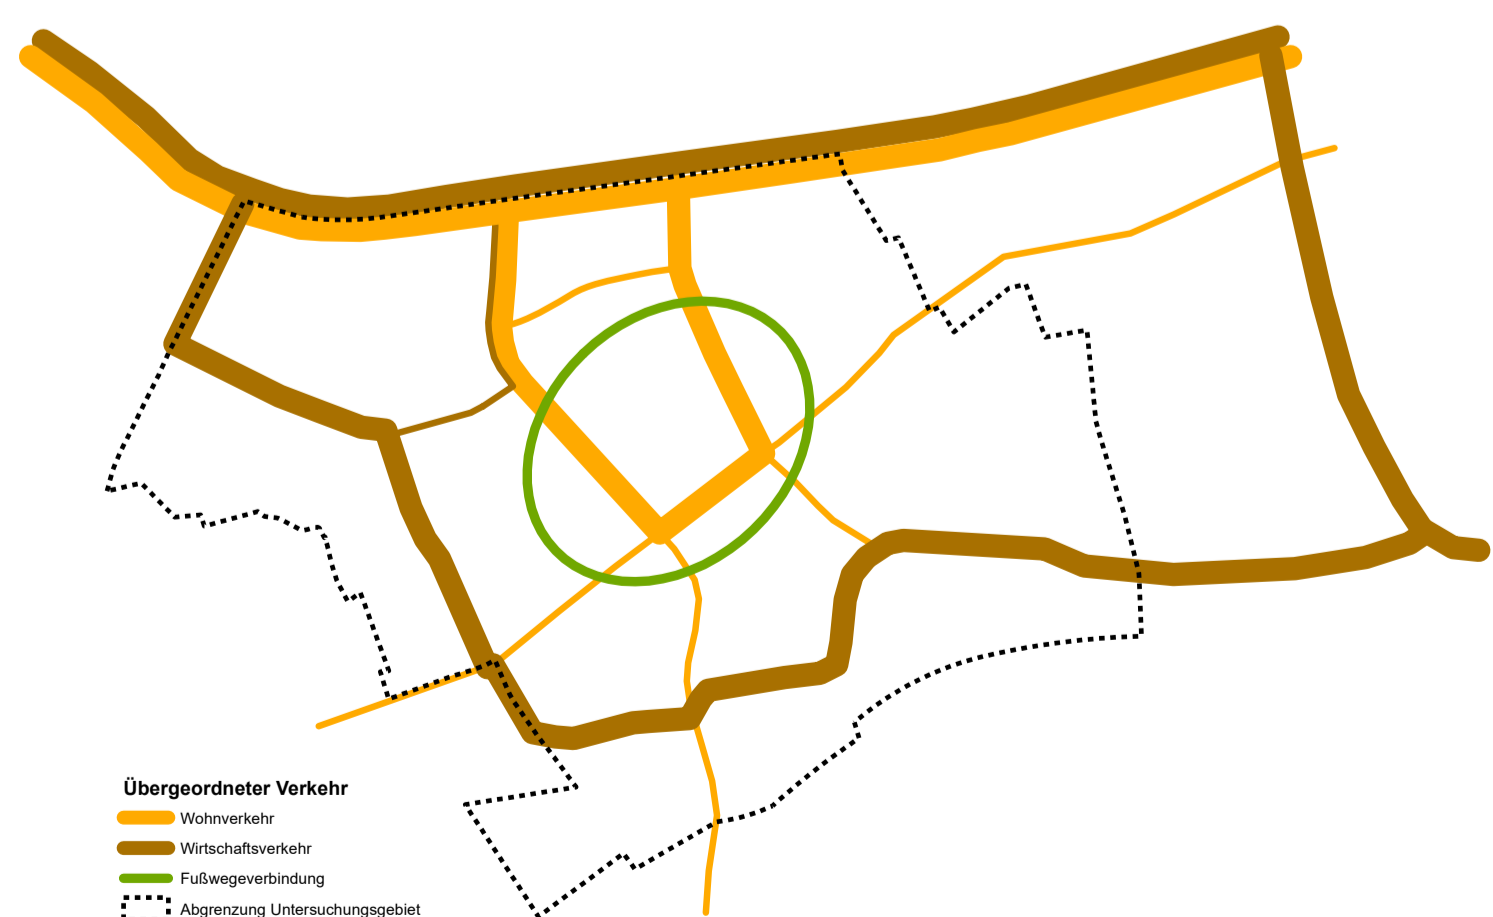 Übergeordneter Verkehr
Wohnverkehr
Wirtschaftsverkehr
Fußwegeverbindung
Abgrenzung Untersuchungsgebiet